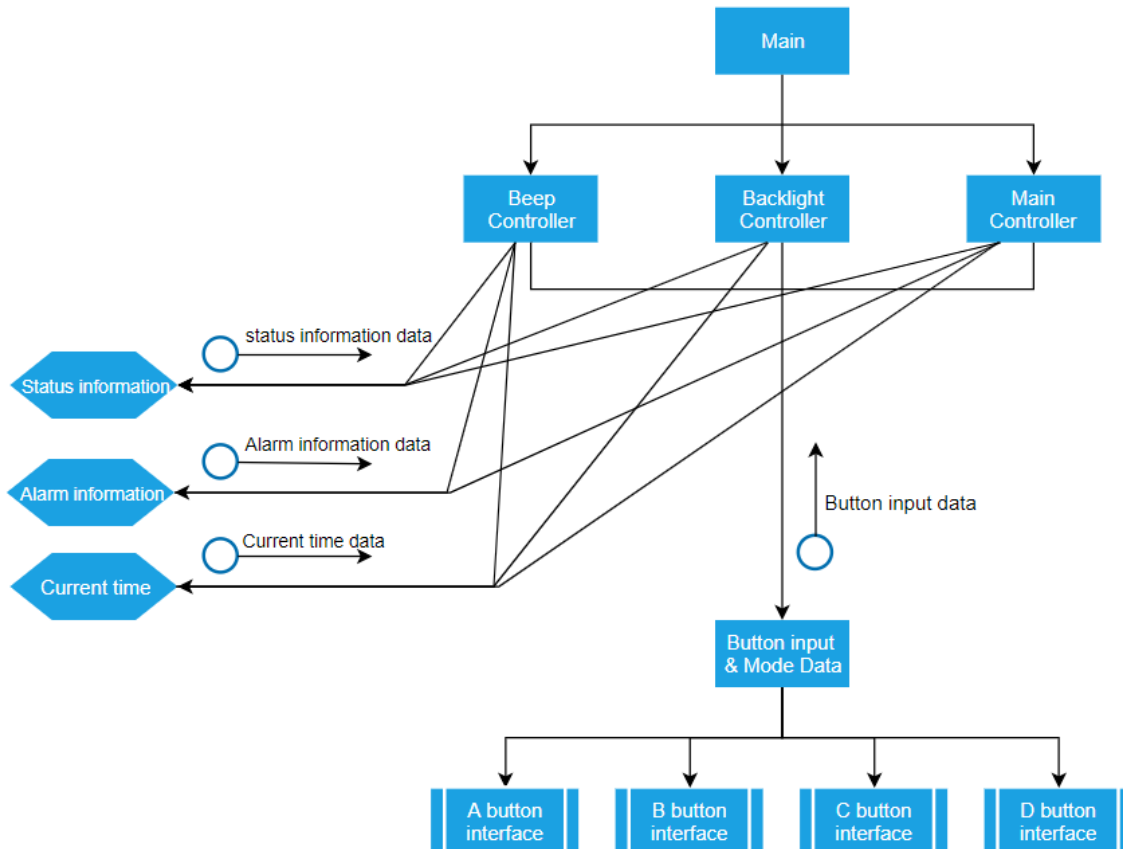 Main
Beep
Controller
Backlight
Controller
Main
Controller
status information data
Status information
Alarm information data
Alarm information
Current time data
Current time
Button input data
Button input
& Mode Data
A button
interface
B button
interface
C button
interface
D button
interface